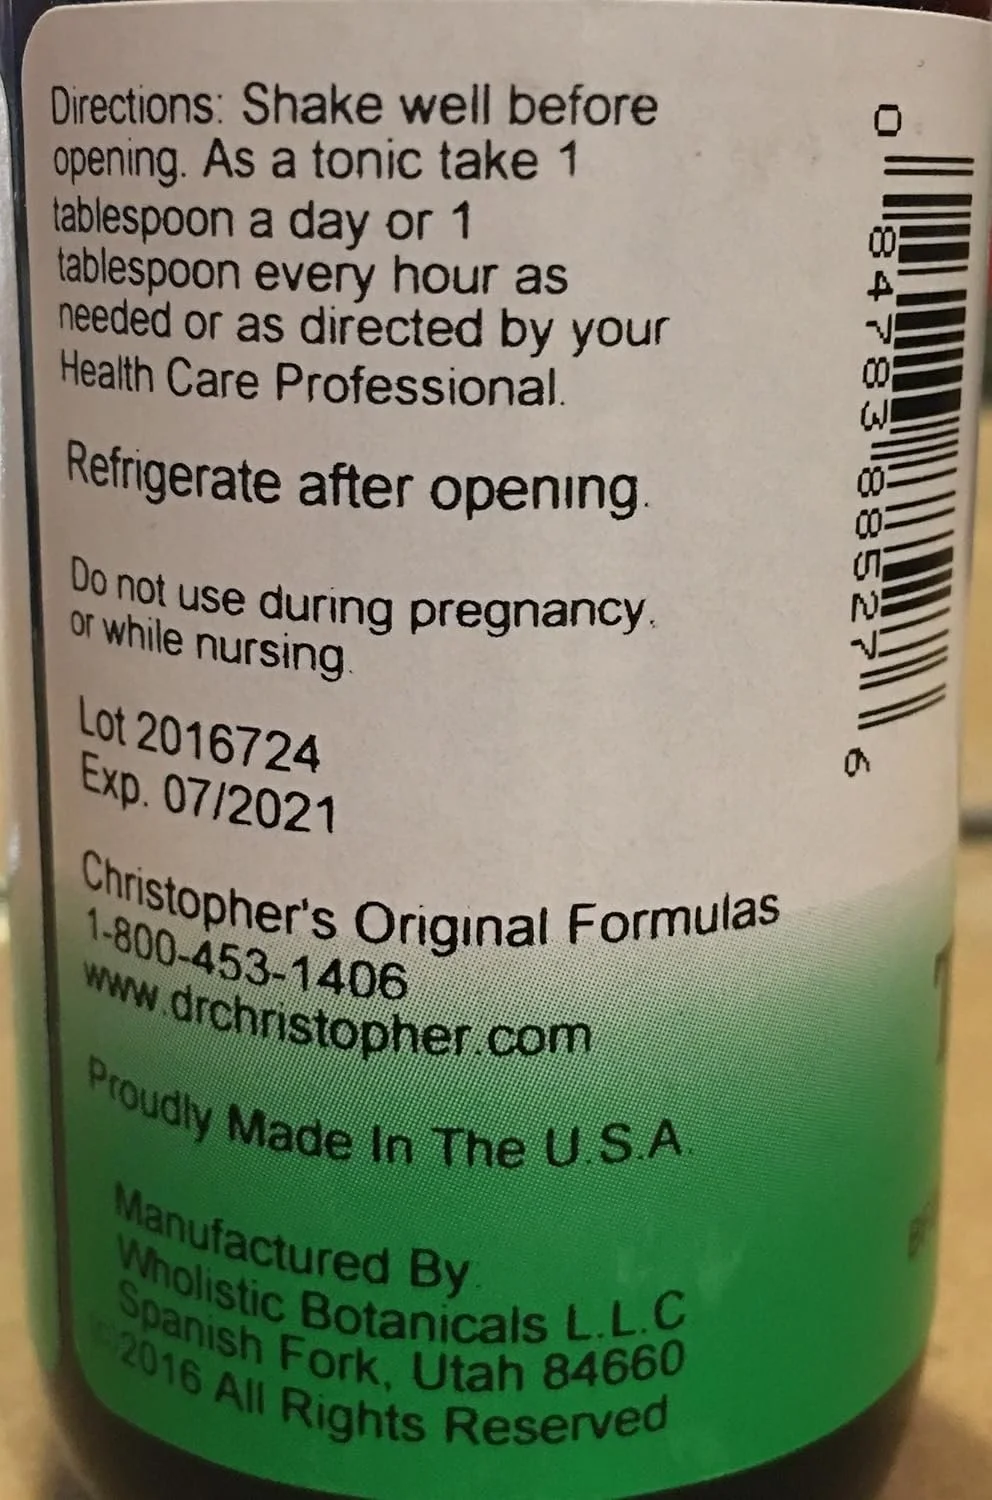 Directions: Shake well before
opening. As a tonic take 1
tablespoon a day or 1
tablespoon every hour as
needed or as directed by your
Health Care Professional.
Refrigerate after opening.
Do not use during pregnancy.
or while nursing.
Lot 2016724
Exp. 07/2021
Christopher's Original Formulas
1-800-453-1406
www.drchristopher.com
Proudly Made In The U.S.A.
Manufactured By
Wholistic Botanicals L.L.C
Spanish Fork, Utah 84660
©2016 All Rights Reserved
0 84783 88527 6